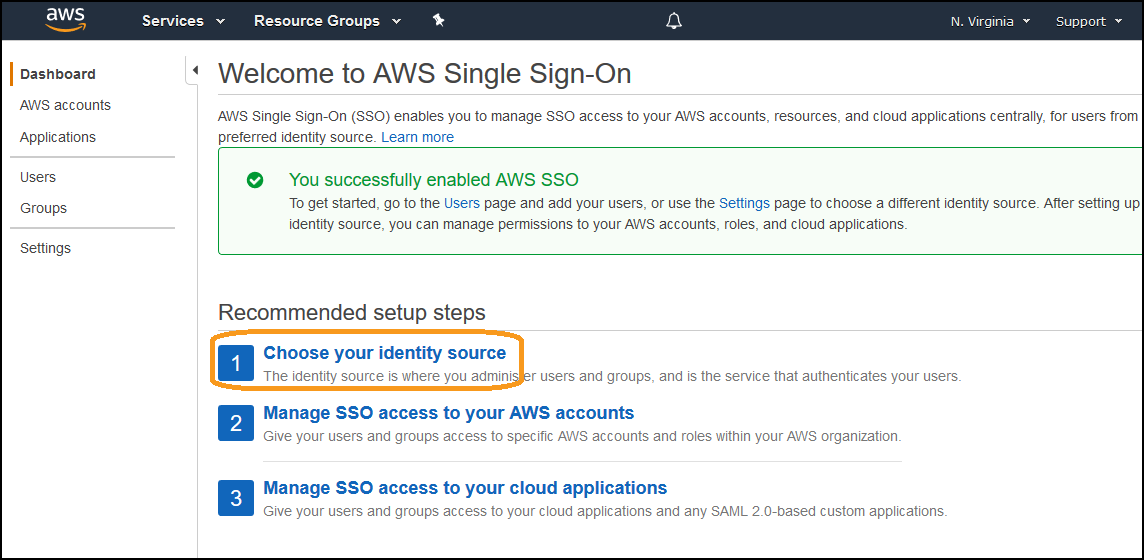 aws
Services
Resource Groups
N. Virginia
Support
Dashboard
AWS accounts
Applications
Users
Groups
Settings
Welcome to AWS Single Sign-On
AWS Single Sign-On (SSO) enables you to manage SSO access to your AWS accounts, resources, and cloud applications centrally, for users from
preferred identity source. Learn more
You successfully enabled AWS SSO
To get started, go to the Users page and add your users, or use the Settings page to choose a different identity source. After setting up
identity source, you can manage permissions to your AWS accounts, roles, and cloud applications.
Recommended setup steps
1 Choose your identity source
The identity source is where you administer users and groups, and is the service that authenticates your users.
2 Manage SSO access to your AWS accounts
Give your users and groups access to specific AWS accounts and roles within your AWS organization.
3 Manage SSO access to your cloud applications
Give your users and groups access to your cloud applications and any SAML 2.0-based custom applications.